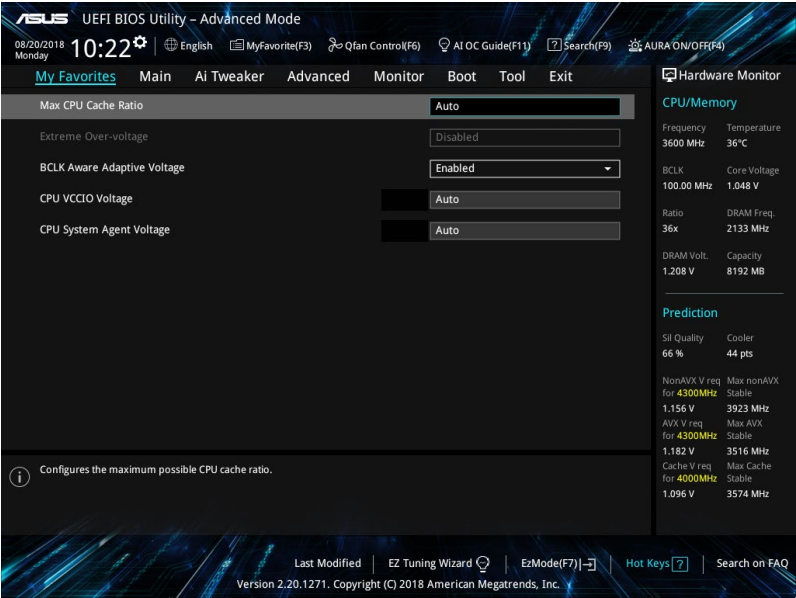 ASUS UEFI BIOS Utility – Advanced Mode
08/20/2018 Monday 10:22 English MyFavorite(F3) Qfan Control(F6) AI OC Guide(F11) ? Search(F9) AURA ON/OFF(F4)
My Favorites Main Ai Tweaker Advanced Monitor Boot Tool Exit
Max CPU Cache Ratio Auto
Extreme Over-voltage Disabled
BCLK Aware Adaptive Voltage Enabled
CPU VCCIO Voltage Auto
CPU System Agent Voltage Auto
i Configures the maximum possible CPU cache ratio.
Hardware Monitor
CPU/Memory
Frequency Temperature
3600 MHz 36°C
BCLK Core Voltage
100.00 MHz 1.048 V
Ratio DRAM Freq.
36x 2133 MHz
DRAM Volt. Capacity
1.208 V 8192 MB
Prediction
Sil Quality Cooler
66 % 44 pts
NonAVX V req Max nonAVX
for 4300MHz Stable
1.156 V 3923 MHz
AVX V req Max AVX
for 4300MHz Stable
1.182 V 3516 MHz
Cache V req Max Cache
for 4000MHz Stable
1.096 V 3574 MHz
Last Modified EZ Tuning Wizard EzMode(F7) Hot Keys ? Search on FAQ
Version 2.20.1271. Copyright (C) 2018 American Megatrends, Inc.